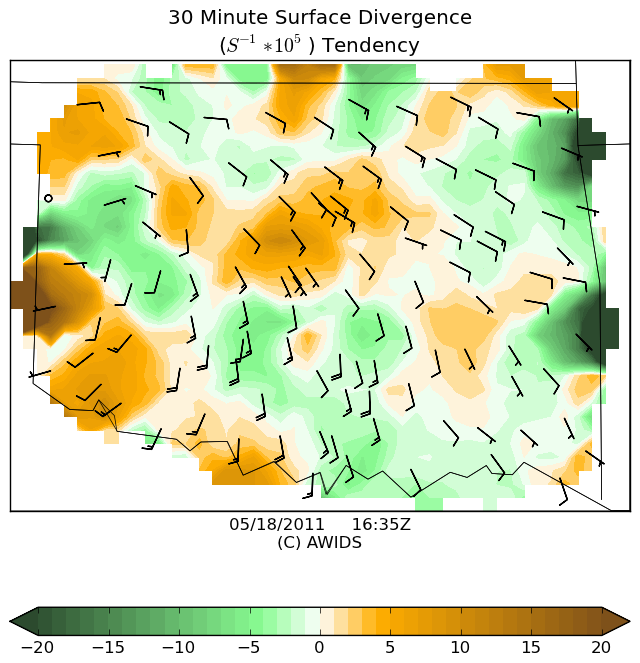 30 Minute Surface Divergence
(S⁻¹ * 10⁵ ) Tendency
05/18/2011 16:35Z
(C) AWIDS
−20 −15 −10 −5 0 5 10 15 20